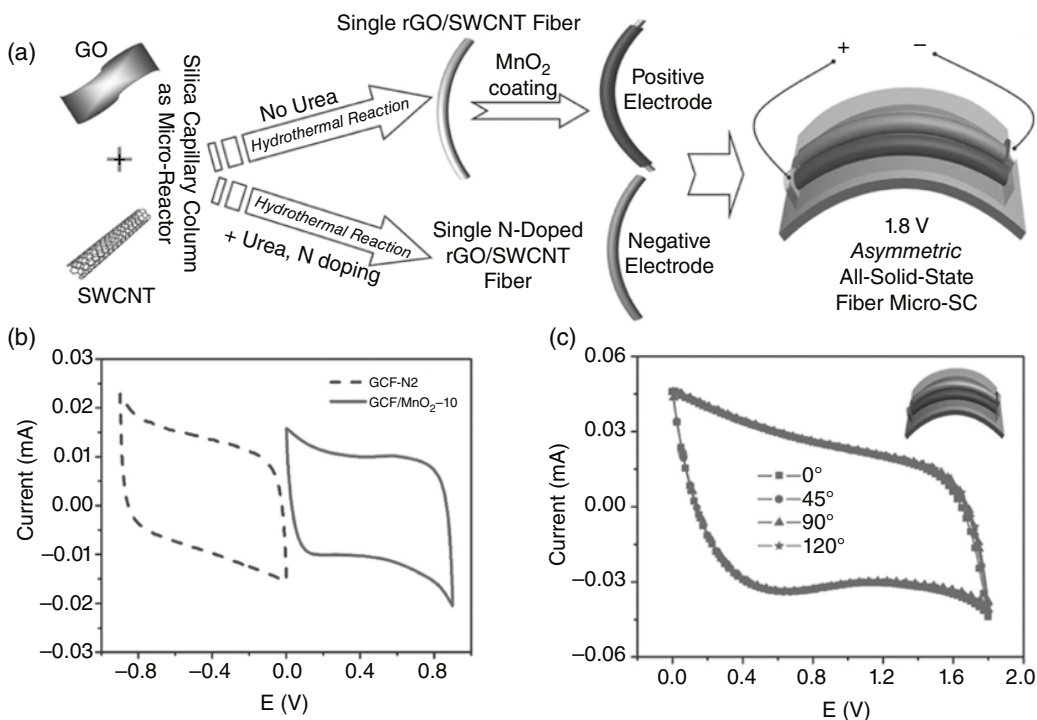 (a)
GO
+
SWCNT
Silica Capillary Column
as Micro-Reactor
No Urea
Hydrothermal Reaction
Hydrothermal Reaction
+ Urea, N doping
Single rGO/SWCNT Fiber
MnO₂
coating
Positive
Electrode
Single N-Doped
rGO/SWCNT
Fiber
Negative
Electrode
+
–
1.8 V
Asymmetric
All-Solid-State
Fiber Micro-SC
(b)
Current (mA)
0.03
0.02
0.01
0.00
–0.01
–0.02
–0.03
GCF-N2
GCF/MnO₂–10
–0.8
–0.4
0.0
0.4
0.8
E (V)
(c)
Current (mA)
0.06
0.03
0.00
–0.03
–0.06
0°
45°
90°
120°
0.0
0.4
0.8
1.2
1.6
2.0
E (V)